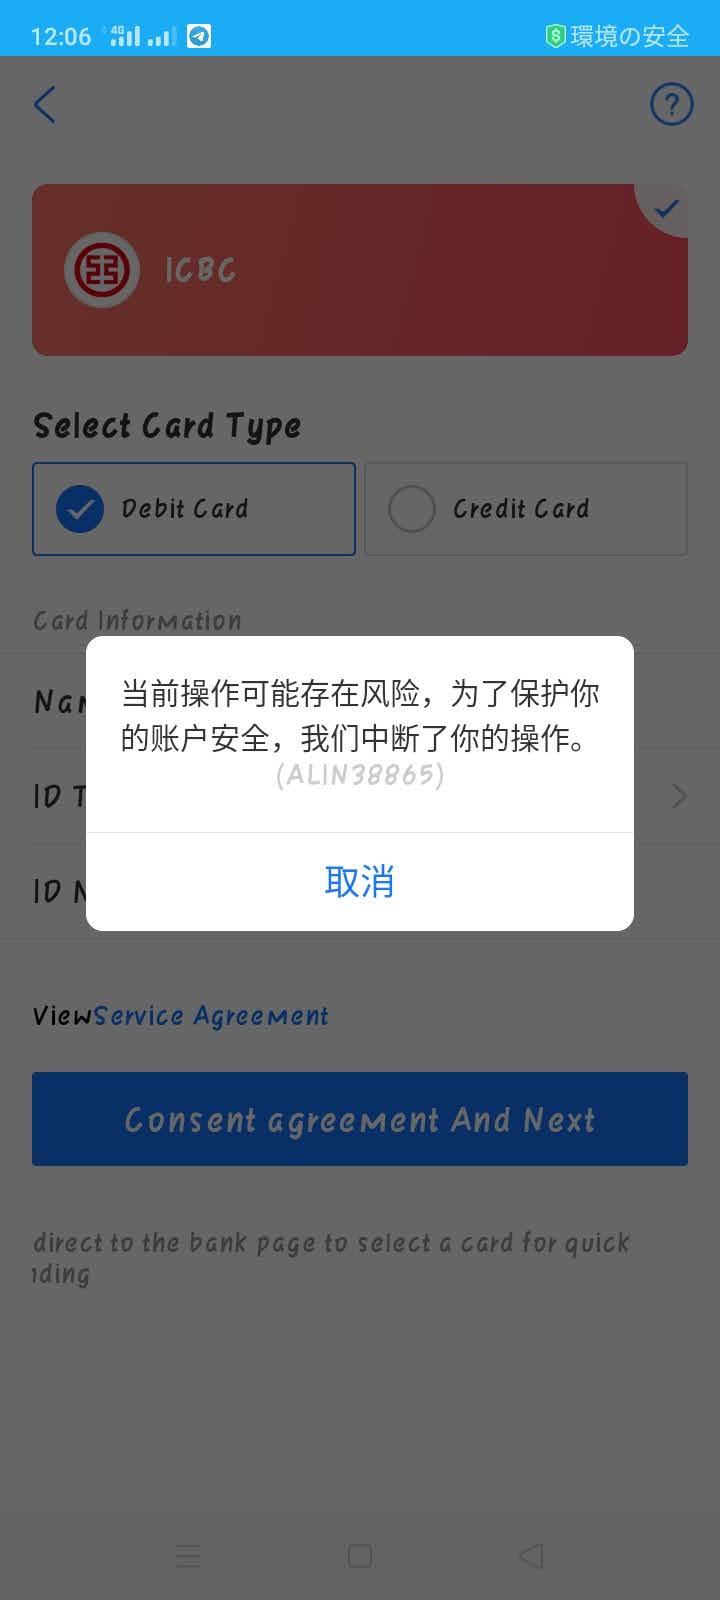 12:06 4G 環境の安全
ICBC
Select Card Type
Debit Card Credit Card
Card Information
当前操作可能存在风险，为了保护你
的账户安全，我们中断了你的操作。
(ALIN38865)
ID
ID
取消
ViewService Agreement
Consent agreement And Next
direct to the bank page to select a card for quick